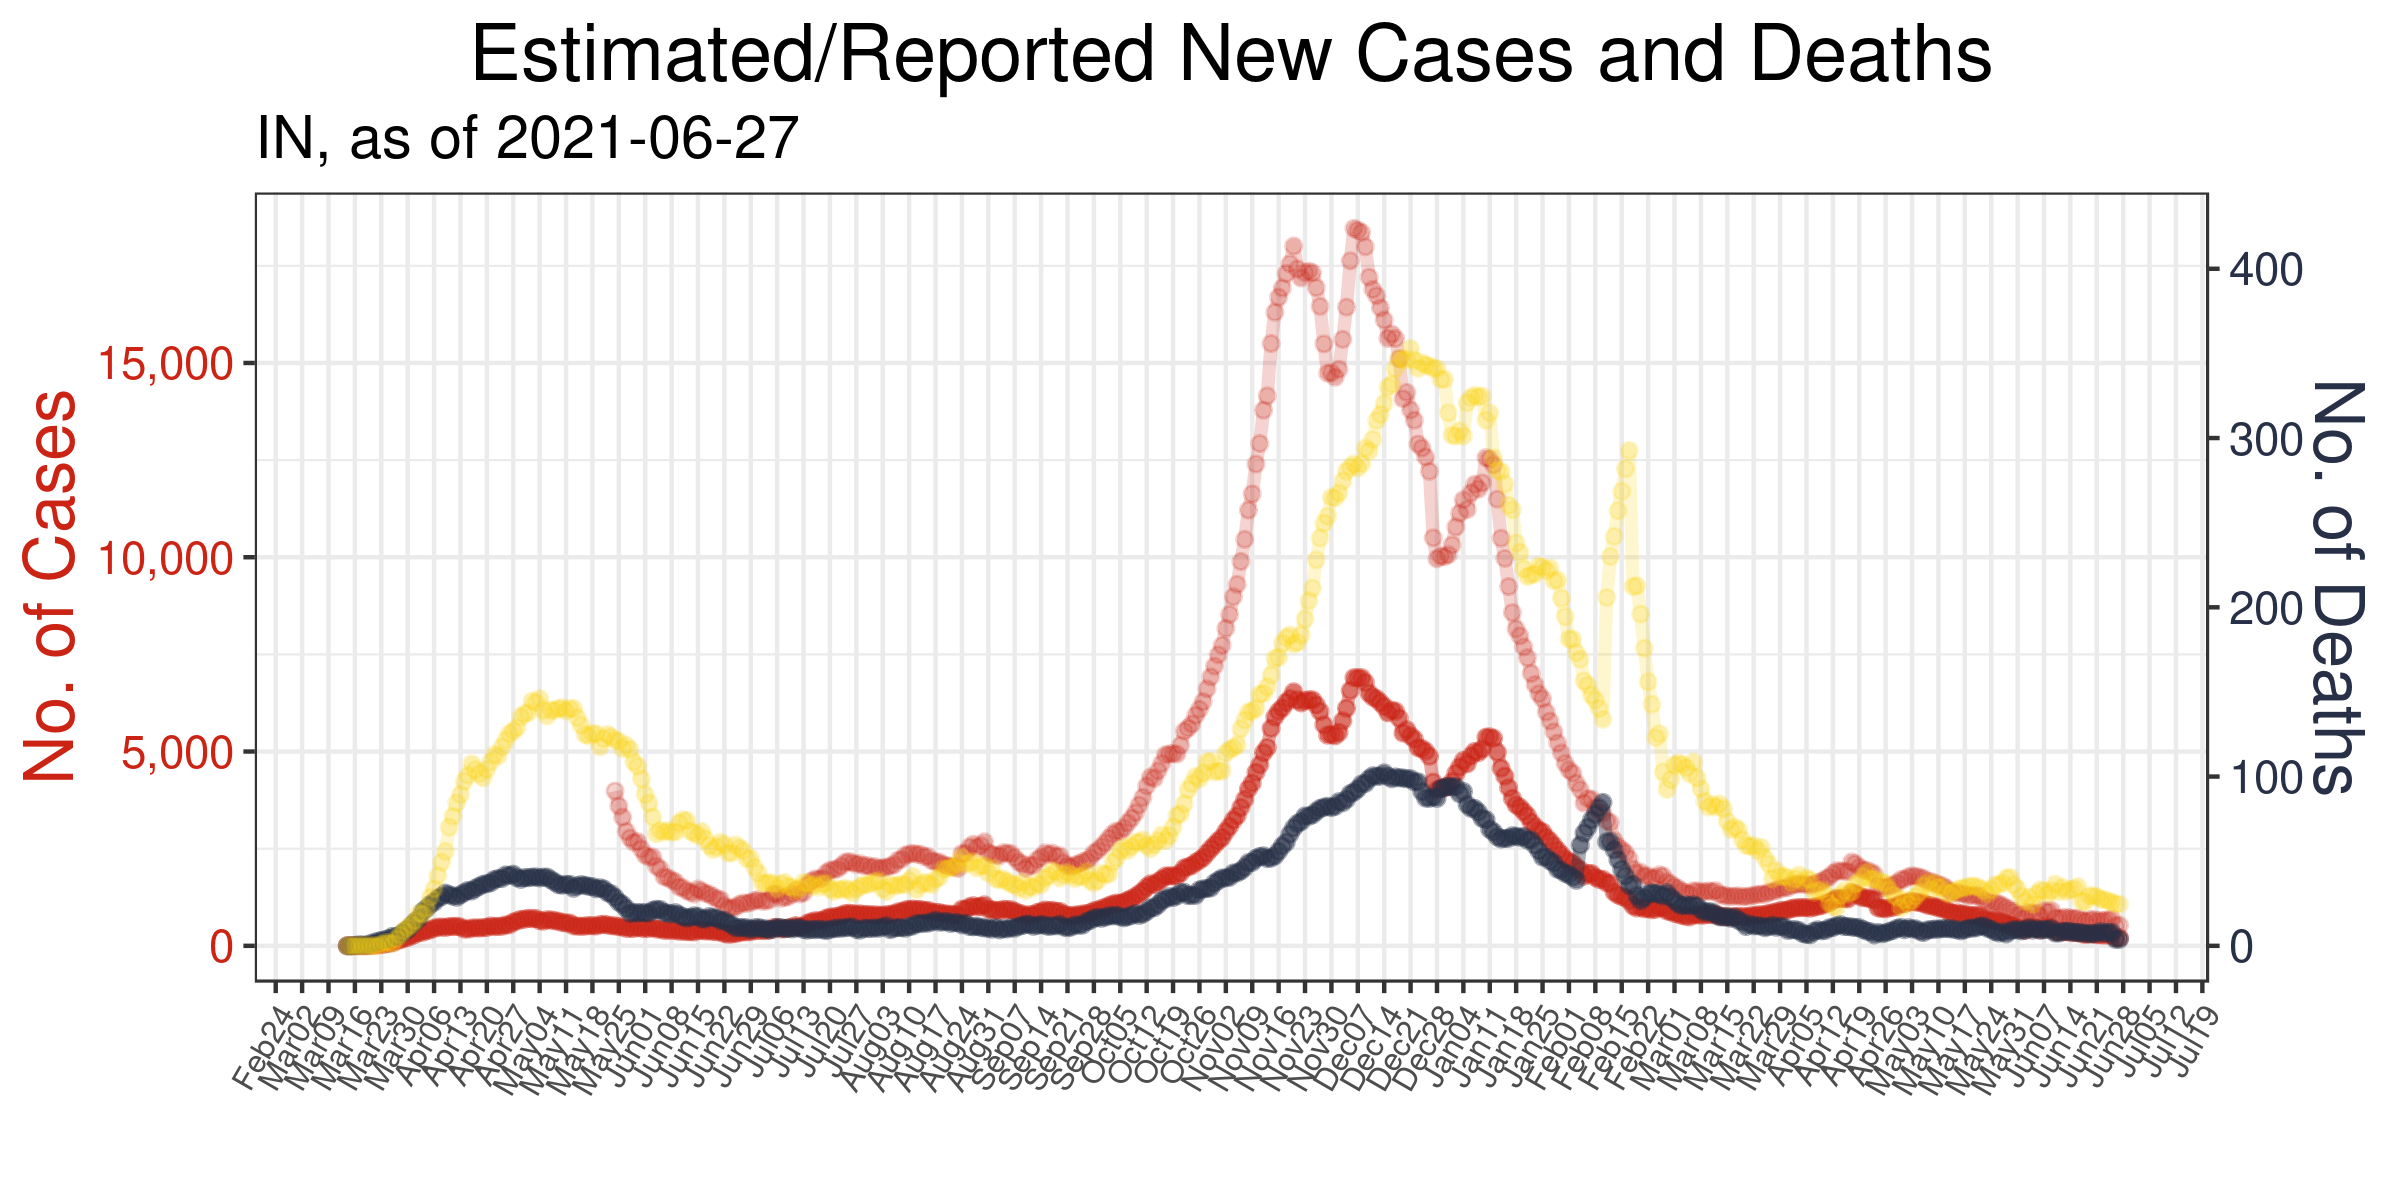 Estimated/Reported New Cases and Deaths
IN, as of 2021-06-27
No. of Cases
15,000
10,000
5,000
0
400
300
200
100
0
No. of Deaths
Feb24
Mar02
Mar09
Mar16
Mar23
Mar30
Apr06
Apr13
Apr20
Apr27
May04
May11
May18
May25
Jun01
Jun08
Jun15
Jun22
Jun29
Jul06
Jul13
Jul20
Jul27
Aug03
Aug10
Aug17
Aug24
Aug31
Sep07
Sep14
Sep21
Sep28
Oct05
Oct12
Oct19
Oct26
Nov02
Nov09
Nov16
Nov23
Nov30
Dec07
Dec14
Dec21
Dec28
Dec04
Jan11
Jan18
Jan25
Feb01
Feb08
Feb15
Feb22
Mar01
Mar08
Mar15
Mar22
Mar29
Mar05
Apr12
Apr19
Apr26
May03
May10
May17
May24
May31
May07
Jun14
Jun21
Jun28
Jul05
Jul12
Jul19